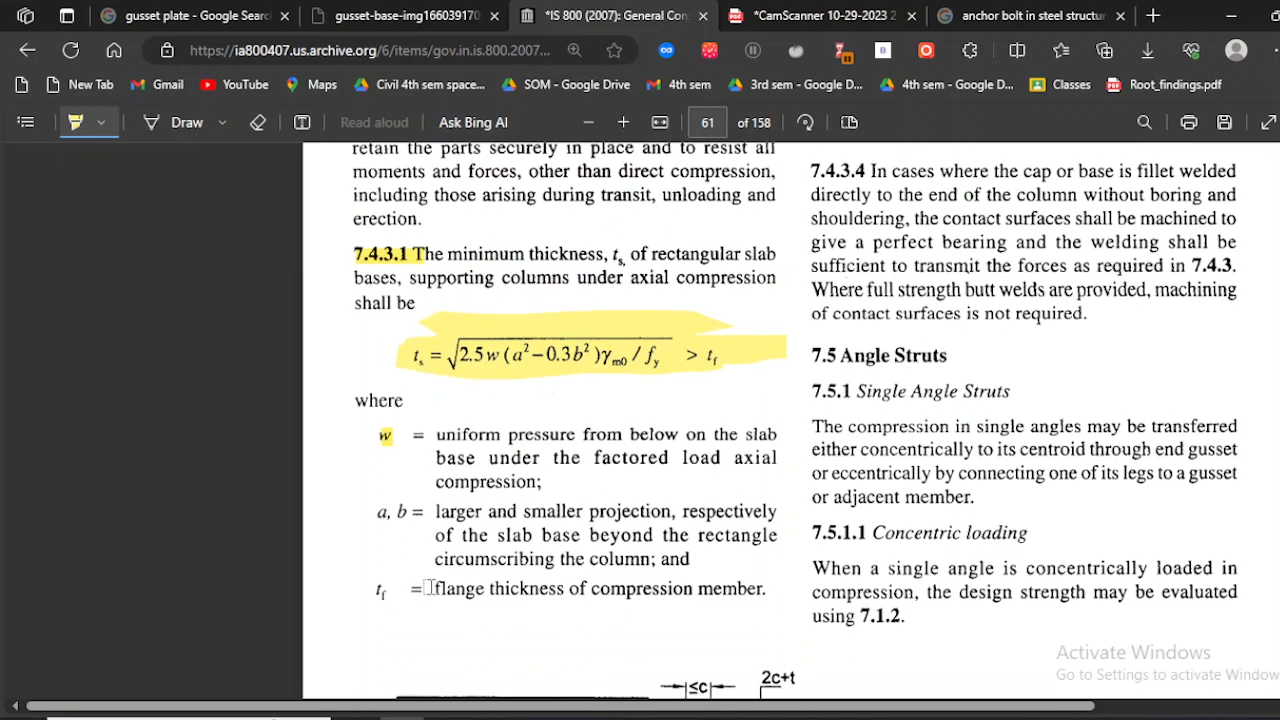 gusset plate - Google Searc
gusset-base-img166039170
*IS 800 (2007): General Con
*CamScanner 10-29-2023 2
anchor bolt in steel structur
https://ia800407.us.archive.org/6/items/gov.in.is.800.2007...
New Tab
Gmail
YouTube
Maps
Civil 4th sem space...
SOM - Google Drive
4th sem
3rd sem - Google D...
4th sem - Google D...
Classes
Root_findings.pdf
Draw
Read aloud
Ask Bing AI
61 of 158
retain the parts securely in place and to resist all
moments and forces, other than direct compression,
including those arising during transit, unloading and
erection.
7.4.3.1 The minimum thickness, ts, of rectangular slab
bases, supporting columns under axial compression
shall be
ts = √2.5 w (a² – 0.3b²) γm0 / fy > tf
where
w = uniform pressure from below on the slab
base under the factored load axial
compression;
a, b = larger and smaller projection, respectively
of the slab base beyond the rectangle
circumscribing the column; and
tf = flange thickness of compression member.
≤c
2c+t
7.4.3.4 In cases where the cap or base is fillet welded
directly to the end of the column without boring and
shouldering, the contact surfaces shall be machined to
give a perfect bearing and the welding shall be
sufficient to transmit the forces as required in 7.4.3.
Where full strength butt welds are provided, machining
of contact surfaces is not required.
7.5 Angle Struts
7.5.1 Single Angle Struts
The compression in single angles may be transferred
either concentrically to its centroid through end gusset
or eccentrically by connecting one of its legs to a gusset
or adjacent member.
7.5.1.1 Concentric loading
When a single angle is concentrically loaded in
compression, the design strength may be evaluated
using 7.1.2.
Activate Windows
Go to Settings to activate Window